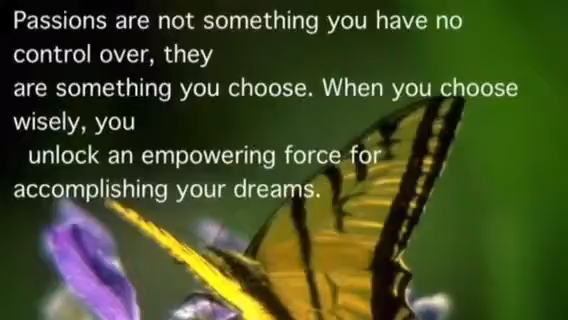 Passions are not something you have no
control over, they
are something you choose. When you choose
wisely, you
unlock an empowering force for
accomplishing your dreams.